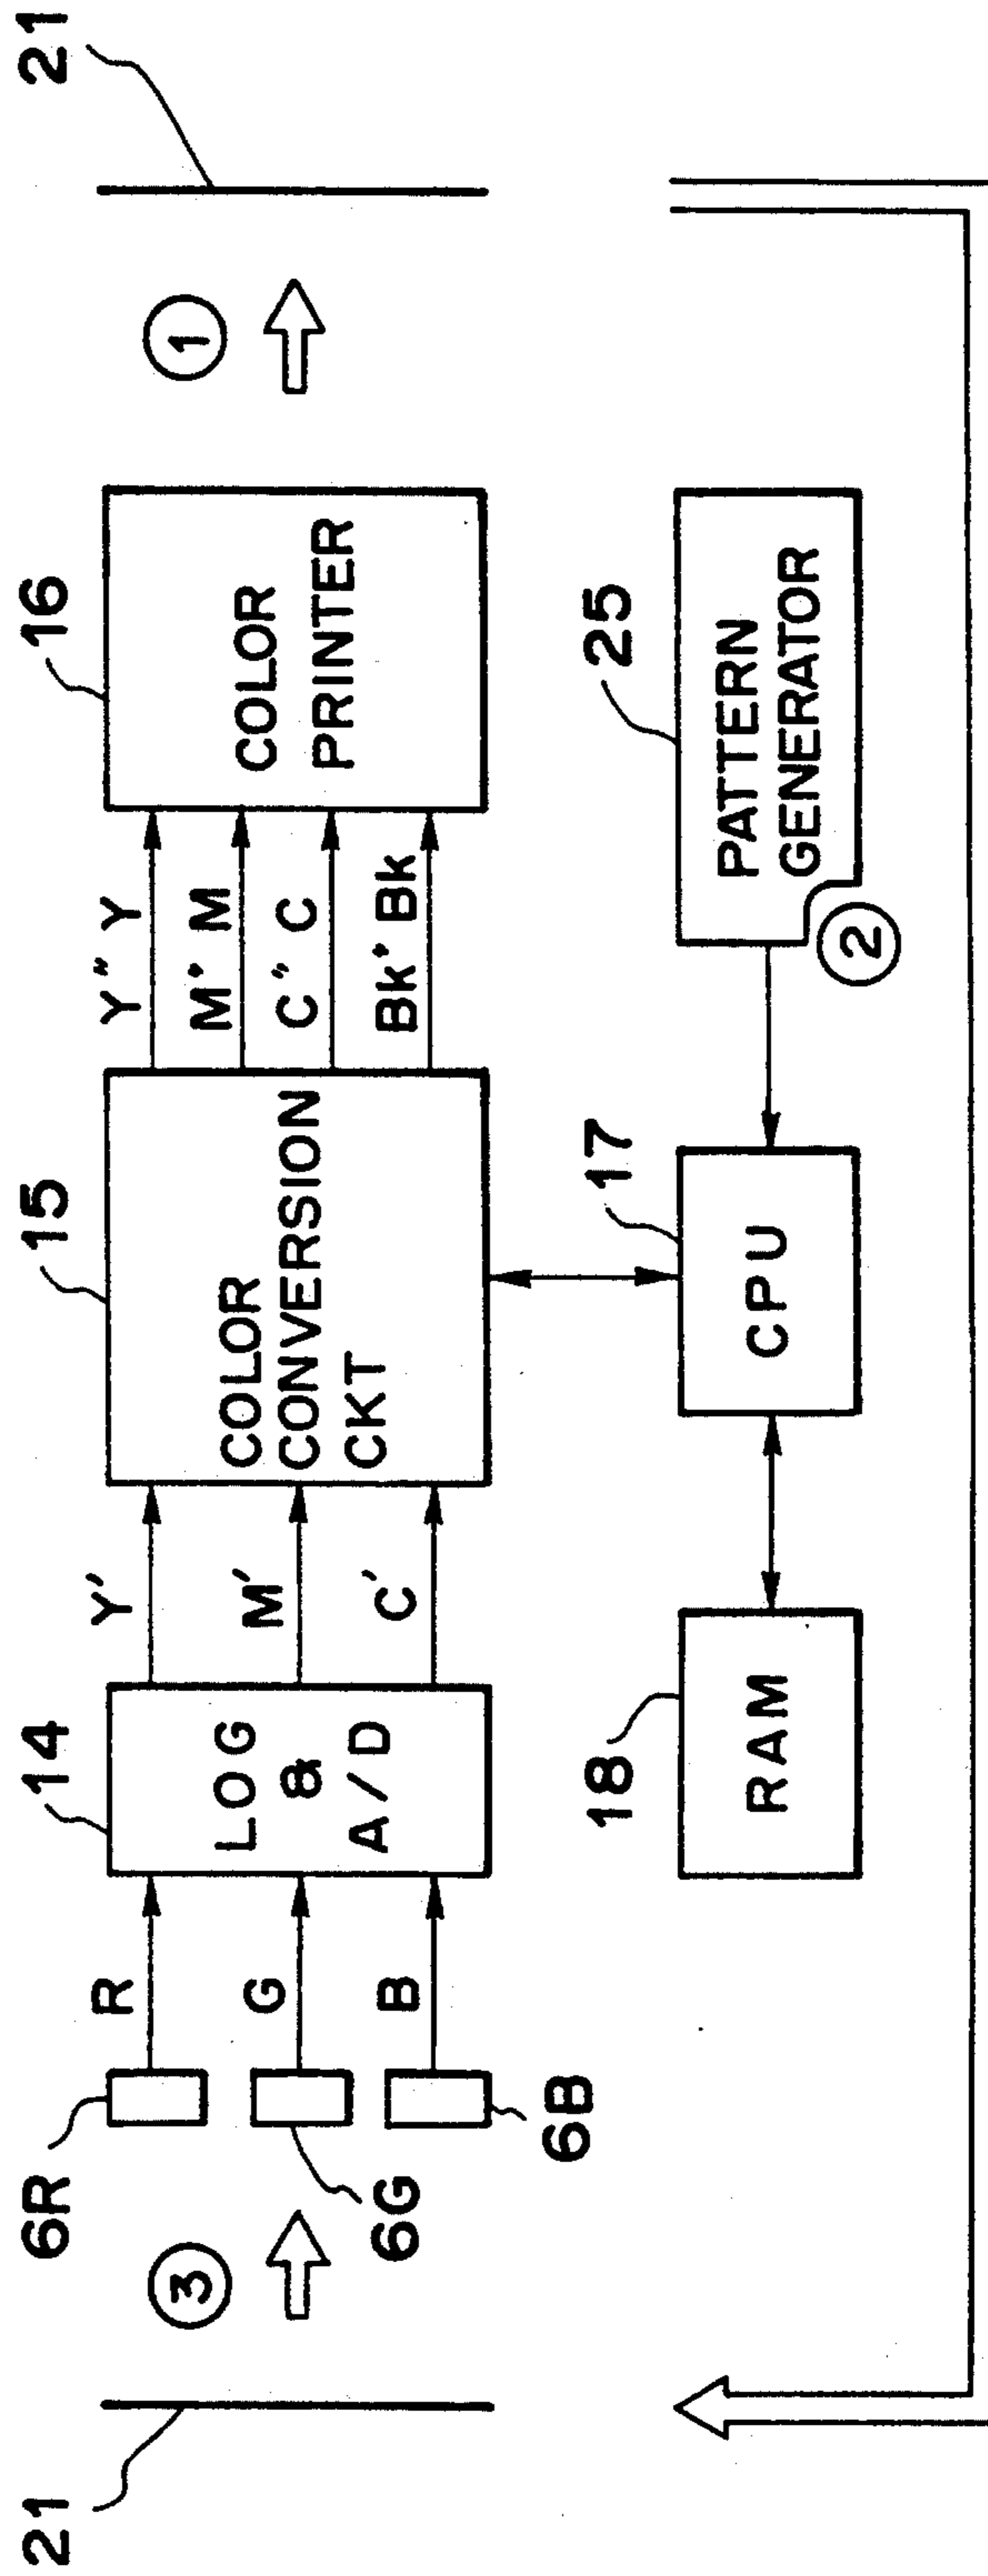 21
③
6R
6G
6B
R
G
B
14
LOG
&
A/D
Y′
M′
C′
15
COLOR
CONVERSION
CKT
Y″ Y
M″ M
C″ C
Bk″ Bk
16
COLOR
PRINTER
①
21
18
RAM
17
CPU
②
25
PATTERN
GENERATOR